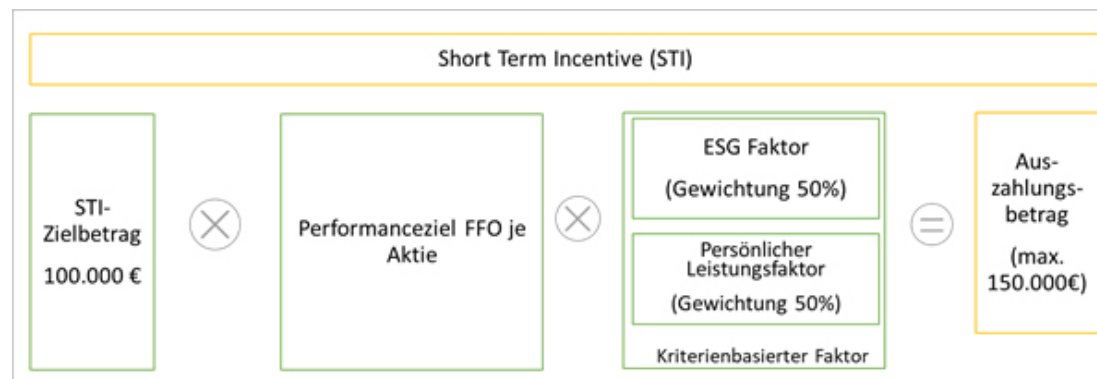 Short Term Incentive (STI)
STI-
Zielbetrag
100.000 €
Performanceziel FFO je
Aktie
ESG Faktor
(Gewichtung 50%)
Persönlicher
Leistungsfaktor
(Gewichtung 50%)
Kriterienbasierter Faktor
Aus-
zahlungs-
betrag
(max.
150.000€)